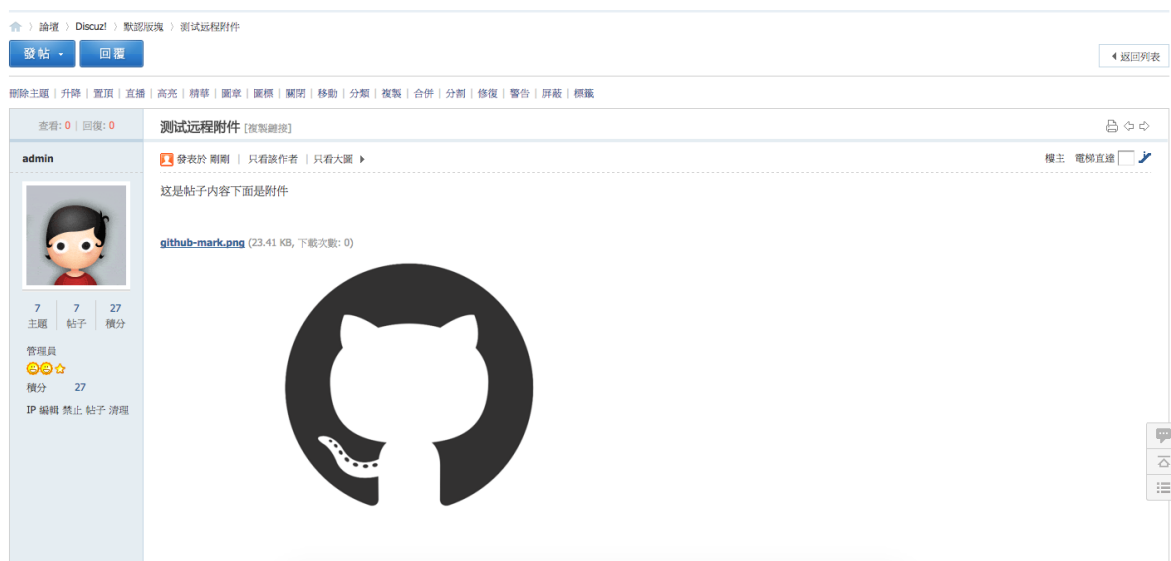 論壇 〉 Discuz! 〉 默認版塊 〉 测试远程附件
發帖
回覆
返回列表
刪除主題 | 升降 | 置頂 | 直播 | 高亮 | 精華 | 圖章 | 圖標 | 關閉 | 移動 | 分類 | 複製 | 合併 | 分割 | 修復 | 警告 | 屏蔽 | 標籤
查看: 0 | 回復: 0
测试远程附件 [複製鏈接]
admin
發表於 剛剛 | 只看該作者 | 只看大圖
樓主 電梯直達
这是帖子内容下面是附件
github-mark.png (23.41 KB, 下載次數: 0)
7 7 27
主題 帖子 積分
管理員
積分 27
IP 編輯 禁止 帖子 清理